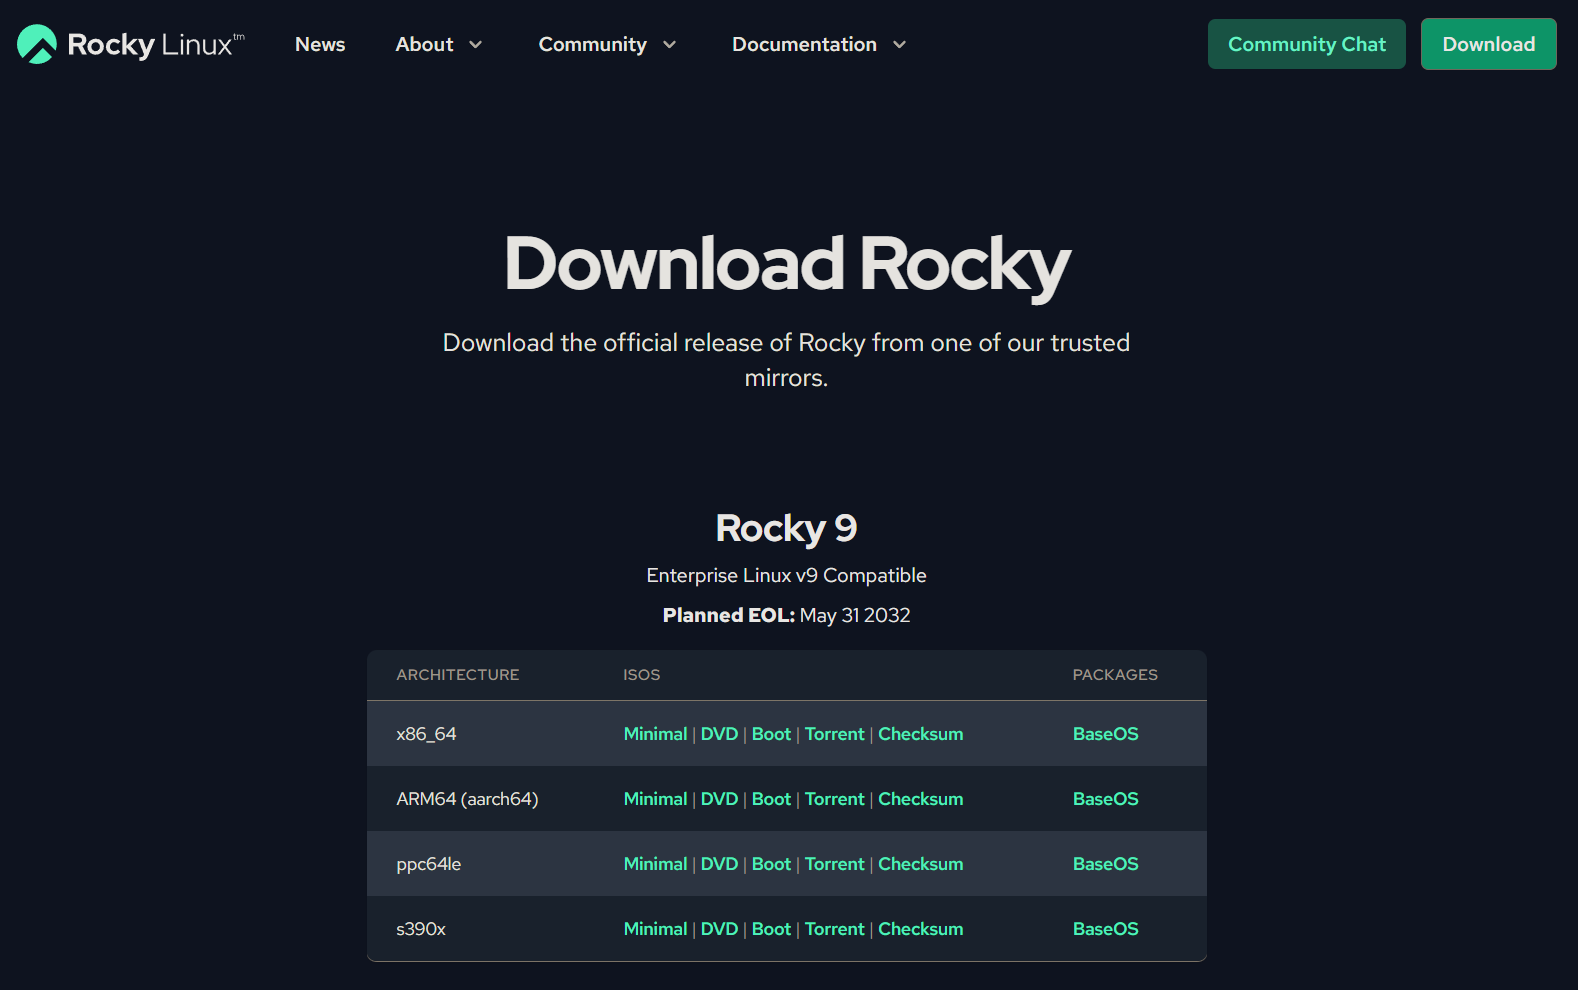 Rocky Linux™ News About Community Documentation Community Chat Download
Download Rocky
Download the official release of Rocky from one of our trusted
mirrors.
Rocky 9
Enterprise Linux v9 Compatible
Planned EOL: May 31 2032
ARCHITECTURE ISOS PACKAGES
x86_64 Minimal | DVD | Boot | Torrent | Checksum BaseOS
ARM64 (aarch64) Minimal | DVD | Boot | Torrent | Checksum BaseOS
ppc64le Minimal | DVD | Boot | Torrent | Checksum BaseOS
s390x Minimal | DVD | Boot | Torrent | Checksum BaseOS